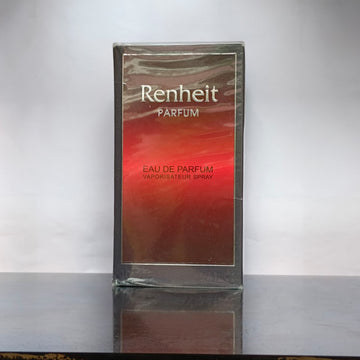 Renheit
PARFUM
EAU DE PARFUM
VAPORISATEUR SPRAY